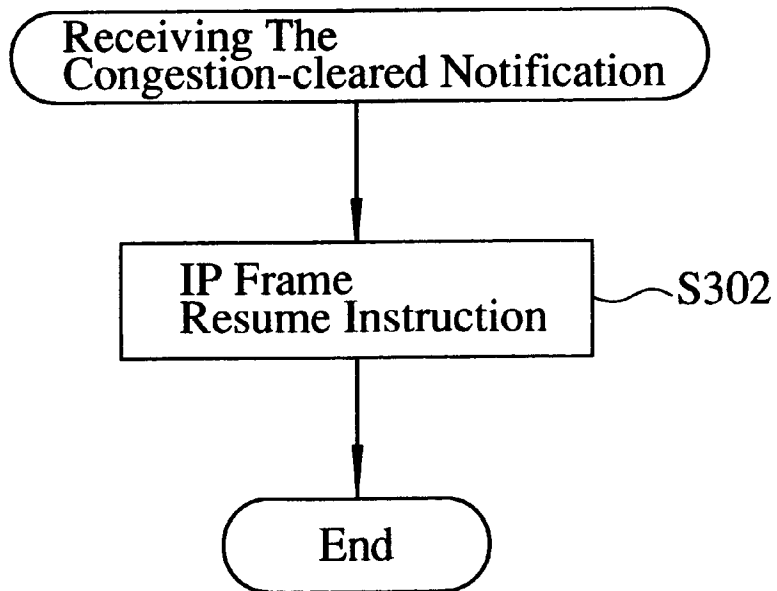 Receiving The
Congestion-cleared Notification
IP Frame
Resume Instruction
S302
End